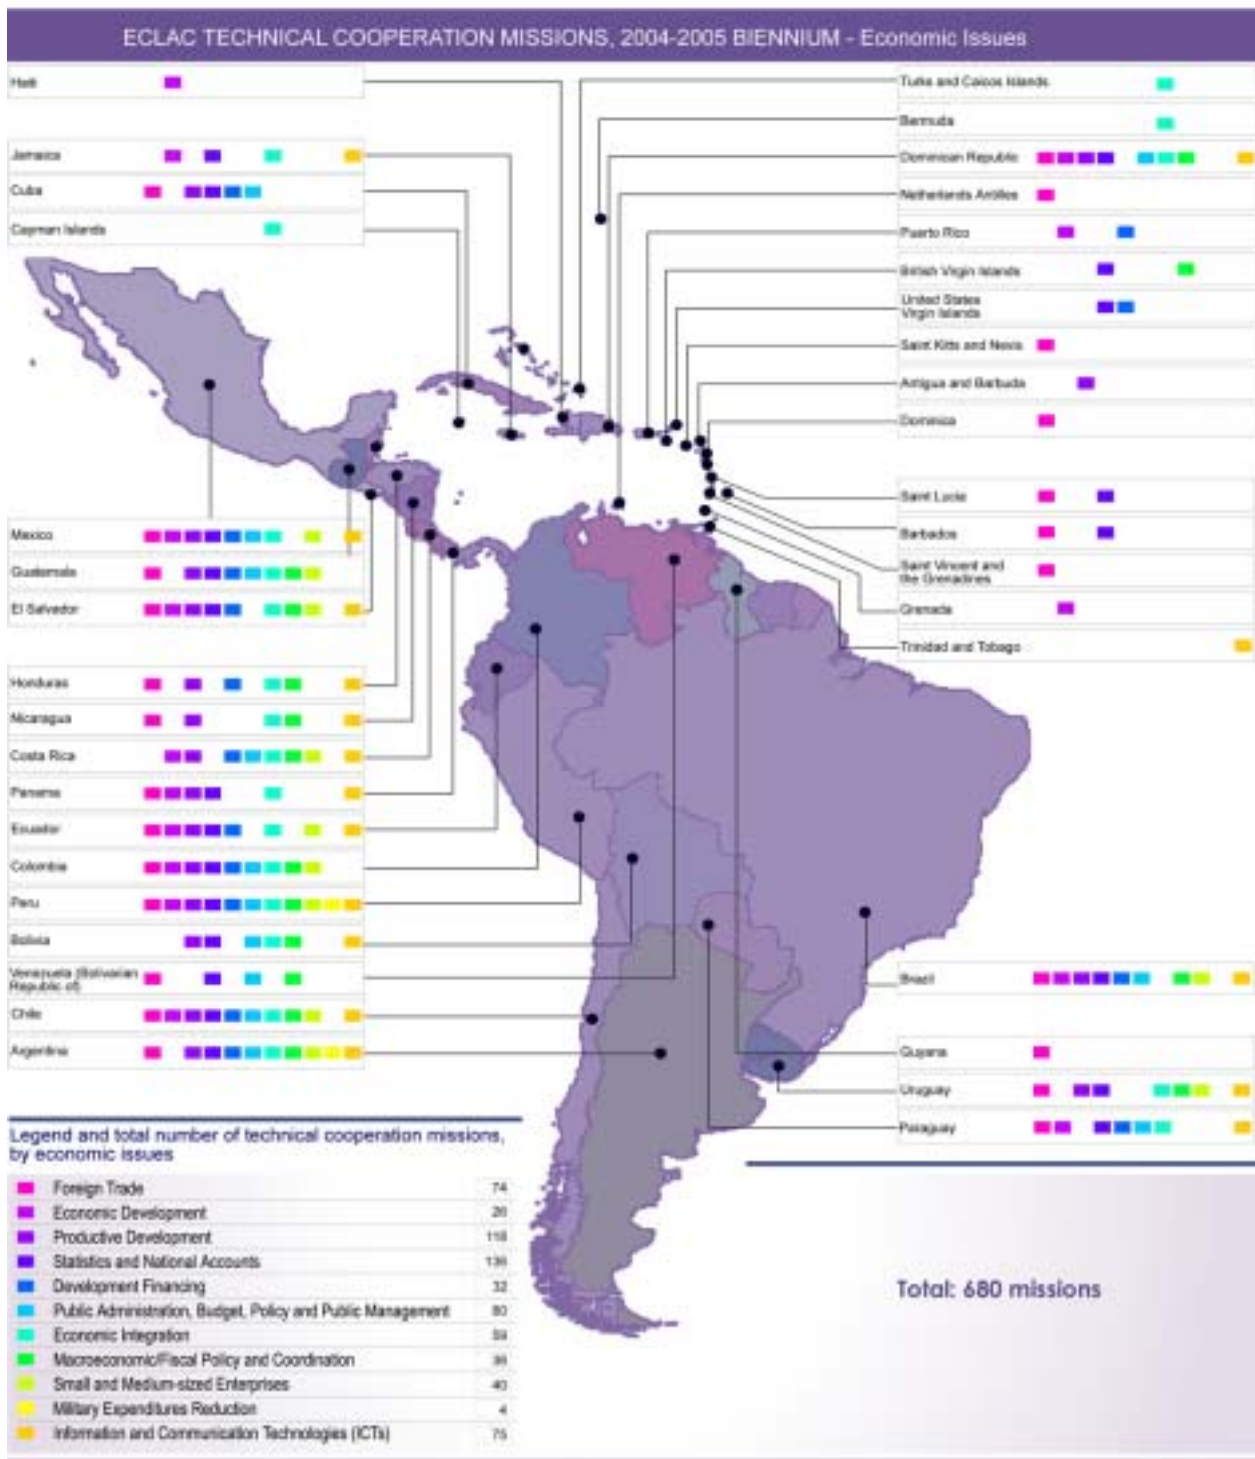 ECLAC TECHNICAL COOPERATION MISSIONS, 2004-2005 BIENNIUM - Economic Issues
Haiti
Jamaica
Cuba
Cayman Islands
Turks and Caicos Islands
Bermuda
Dominican Republic
Netherlands Antilles
Puerto Rico
British Virgin Islands
United States
Virgin Islands
Saint Kitts and Nevis
Antigua and Barbuda
Dominica
Saint Lucia
Barbados
Saint Vincent and
the Grenadines
Grenada
Trinidad and Tobago
Mexico
Guatemala
El Salvador
Honduras
Nicaragua
Costa Rica
Panama
Ecuador
Colombia
Peru
Bolivia
Venezuela (Bolivarian
Republic of)
Chile
Argentina
Brazil
Guyana
Uruguay
Paraguay
Legend and total number of technical cooperation missions,
by economic issues
Foreign Trade 74
Economic Development 26
Productive Development 118
Statistics and National Accounts 136
Development Financing 32
Public Administration, Budget, Policy and Public Management 80
Economic Integration 59
Macroeconomic/Fiscal Policy and Coordination 36
Small and Medium-sized Enterprises 40
Military Expenditures Reduction 4
Information and Communication Technologies (ICTs) 75
Total: 680 missions